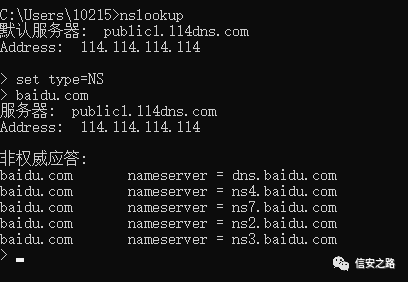 C:\Users\10215>nslookup
默认服务器:  public1.114dns.com
Address:  114.114.114.114

> set type=NS
> baidu.com
服务器:  public1.114dns.com
Address:  114.114.114.114

非权威应答:
baidu.com       nameserver = dns.baidu.com
baidu.com       nameserver = ns4.baidu.com
baidu.com       nameserver = ns7.baidu.com
baidu.com       nameserver = ns2.baidu.com
baidu.com       nameserver = ns3.baidu.com
> _
信安之路